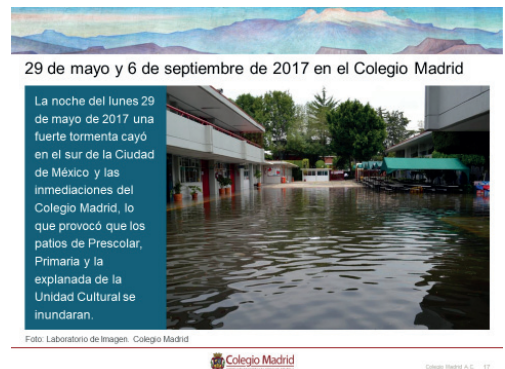 29 de mayo y 6 de septiembre de 2017 en el Colegio Madrid
La noche del lunes 29
de mayo de 2017 una
fuerte tormenta cayó
en el sur de la Ciudad
de México y las
inmediaciones del
Colegio Madrid, lo
que provocó que los
patios de Prescolar,
Primaria y la
explanada de la
Unidad Cultural se
inundaran.
Foto: Laboratorio de Imagen. Colegio Madrid
Colegio Madrid
Colegio Madrid A.C. 17